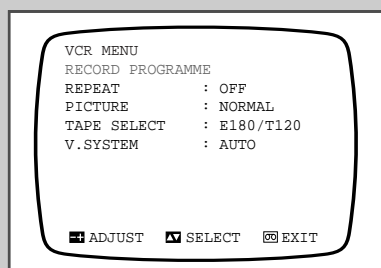 VCR MENU
RECORD PROGRAMME
REPEAT : OFF
PICTURE : NORMAL
TAPE SELECT : E180/T120
V.SYSTEM : AUTO
-+ ADJUST ▲▼ SELECT EXIT